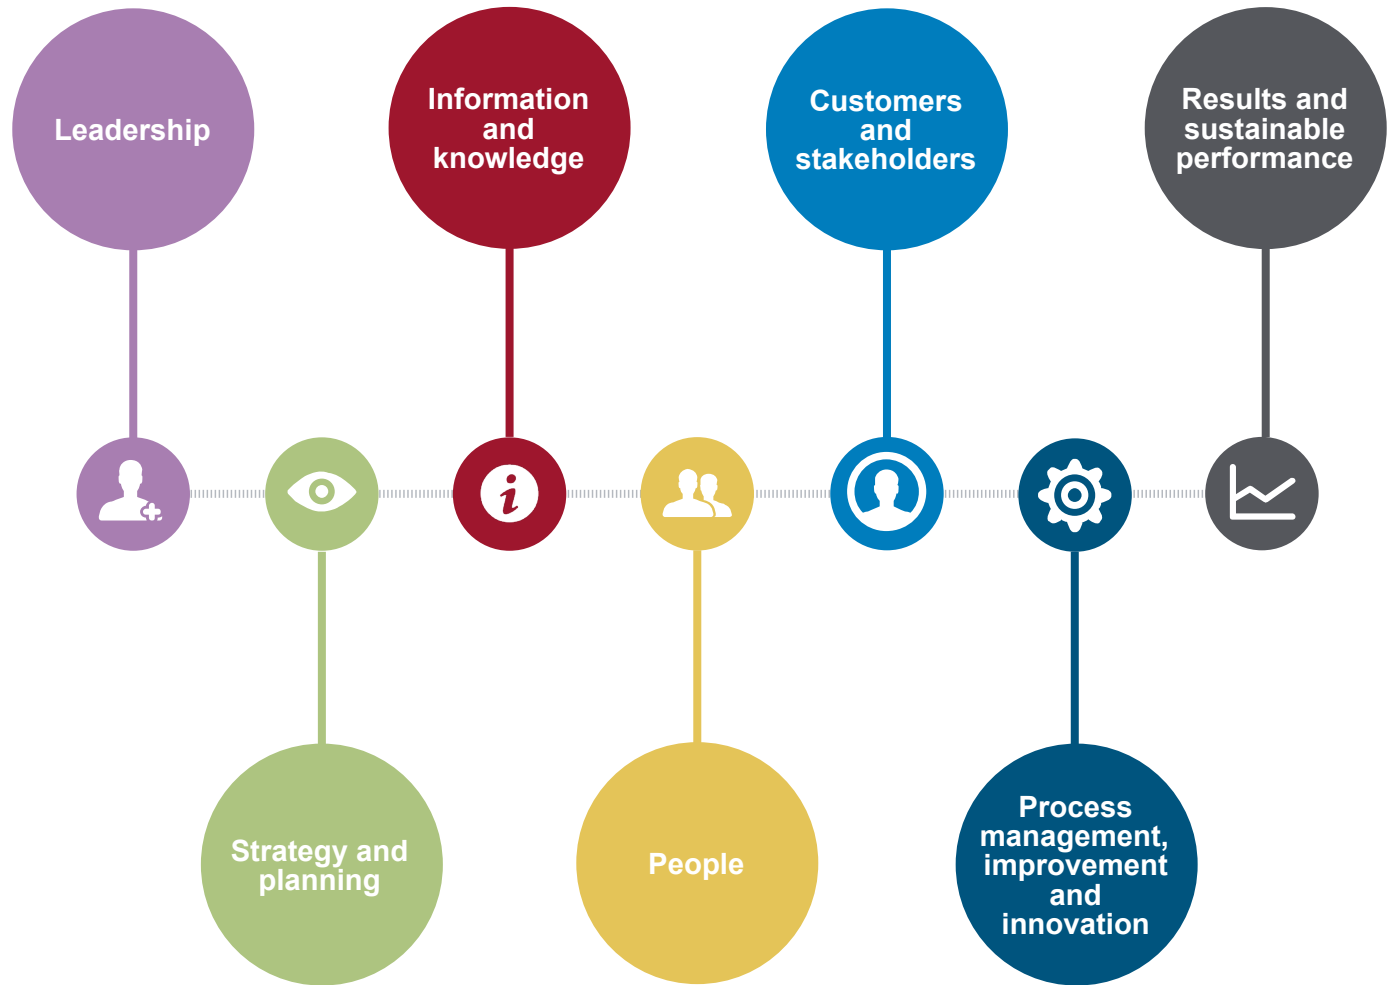 Leadership
Information
and
knowledge
Customers
and
stakeholders
Results and
sustainable
performance
i
Strategy and
planning
People
Process
management,
improvement
and
innovation